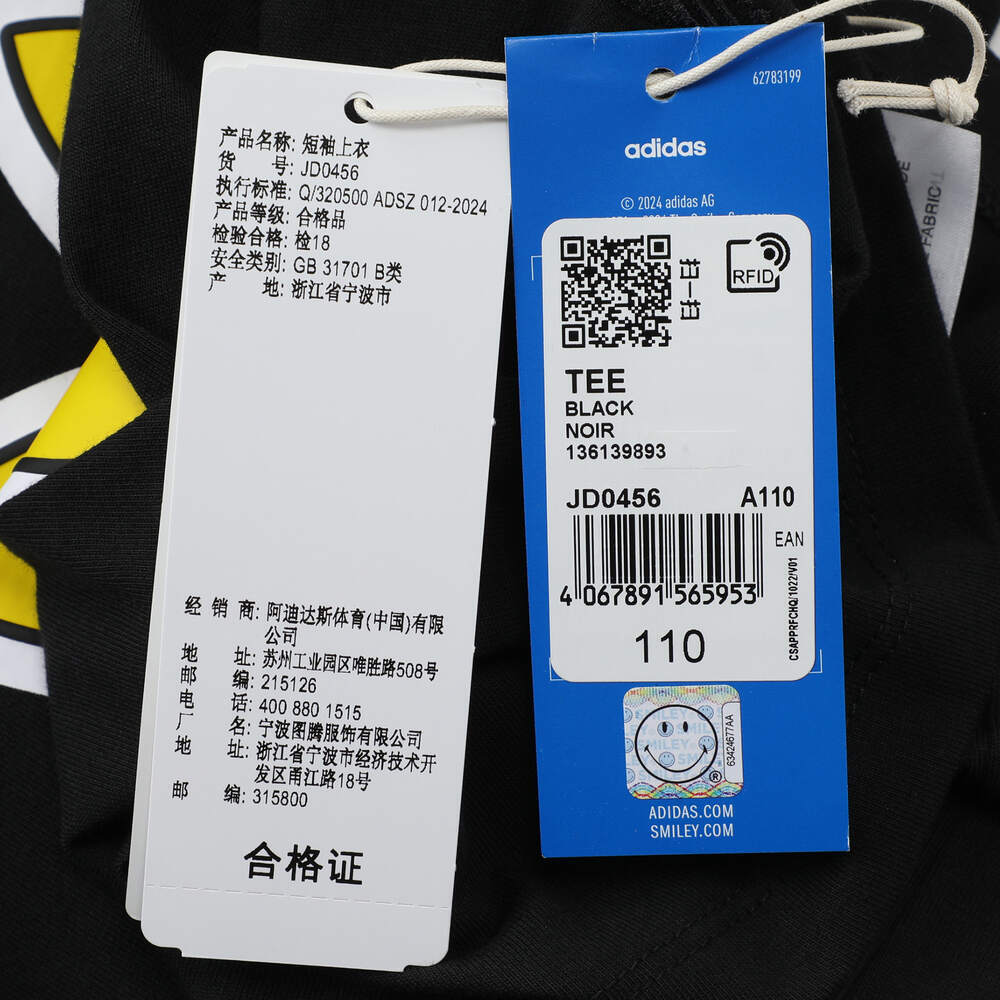 产品名称: 短袖上衣
货 号: JD0456
执行标准: Q/320500 ADSZ 012-2024
产品等级: 合格品
检验合格: 检18
安全类别: GB 31701 B类
产 地: 浙江省宁波市
经 销 商: 阿迪达斯体育(中国)有限
公司
地 址: 苏州工业园区唯胜路508号
邮 编: 215126
电 话: 400 880 1515
厂 名: 宁波图腾服饰有限公司
地 址: 浙江省宁波市经济技术开
发区甬江路18号
邮 编: 315800
合格证
62783199
adidas
© 2024 adidas AG
扫一扫
RFID
TEE
BLACK
NOIR
136139893
JD0456 A110
EAN
4 067891 565953
110
CSAPPRFCHQ/1022/V01
SMILEY
63424677AA
®
ADIDAS.COM
SMILEY.COM
FABRICA